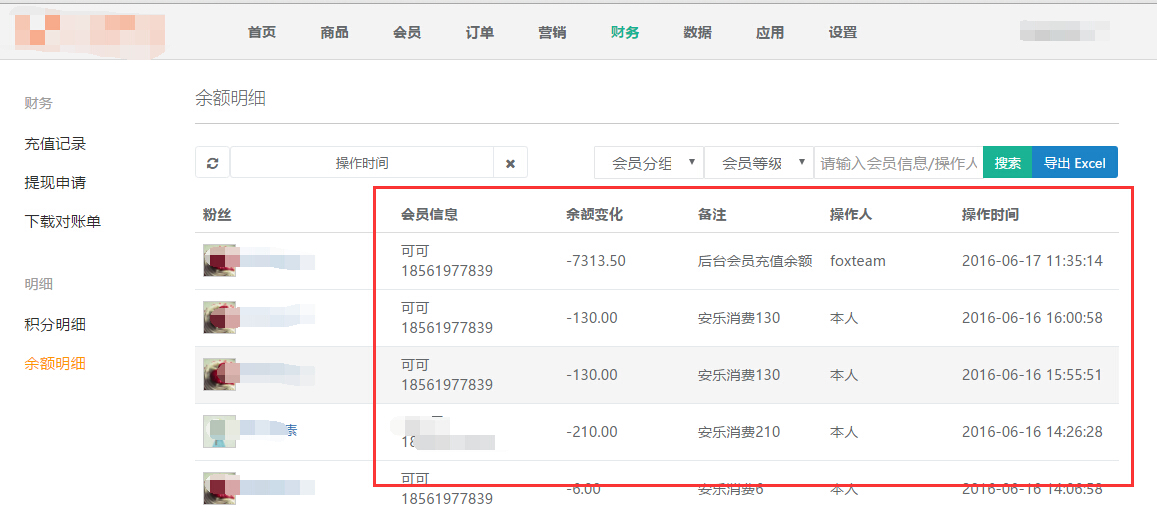 首页 商品 会员 订单 营销 财务 数据 应用 设置
财务
充值记录
提现申请
下载对账单
明细
积分明细
余额明细
余额明细
操作时间 会员分组 会员等级 请输入会员信息/操作人 搜索 导出 Excel
粉丝 会员信息 余额变化 备注 操作人 操作时间
可可
18561977839 -7313.50 后台会员充值余额 foxteam 2016-06-17 11:35:14
可可
18561977839 -130.00 安乐消费130 本人 2016-06-16 16:00:58
可可
18561977839 -130.00 安乐消费130 本人 2016-06-16 15:55:51
素 18 -210.00 安乐消费210 本人 2016-06-16 14:26:28
可可
18561977839 -6.00 安乐消费6 本人 2016-06-16 14:06:58